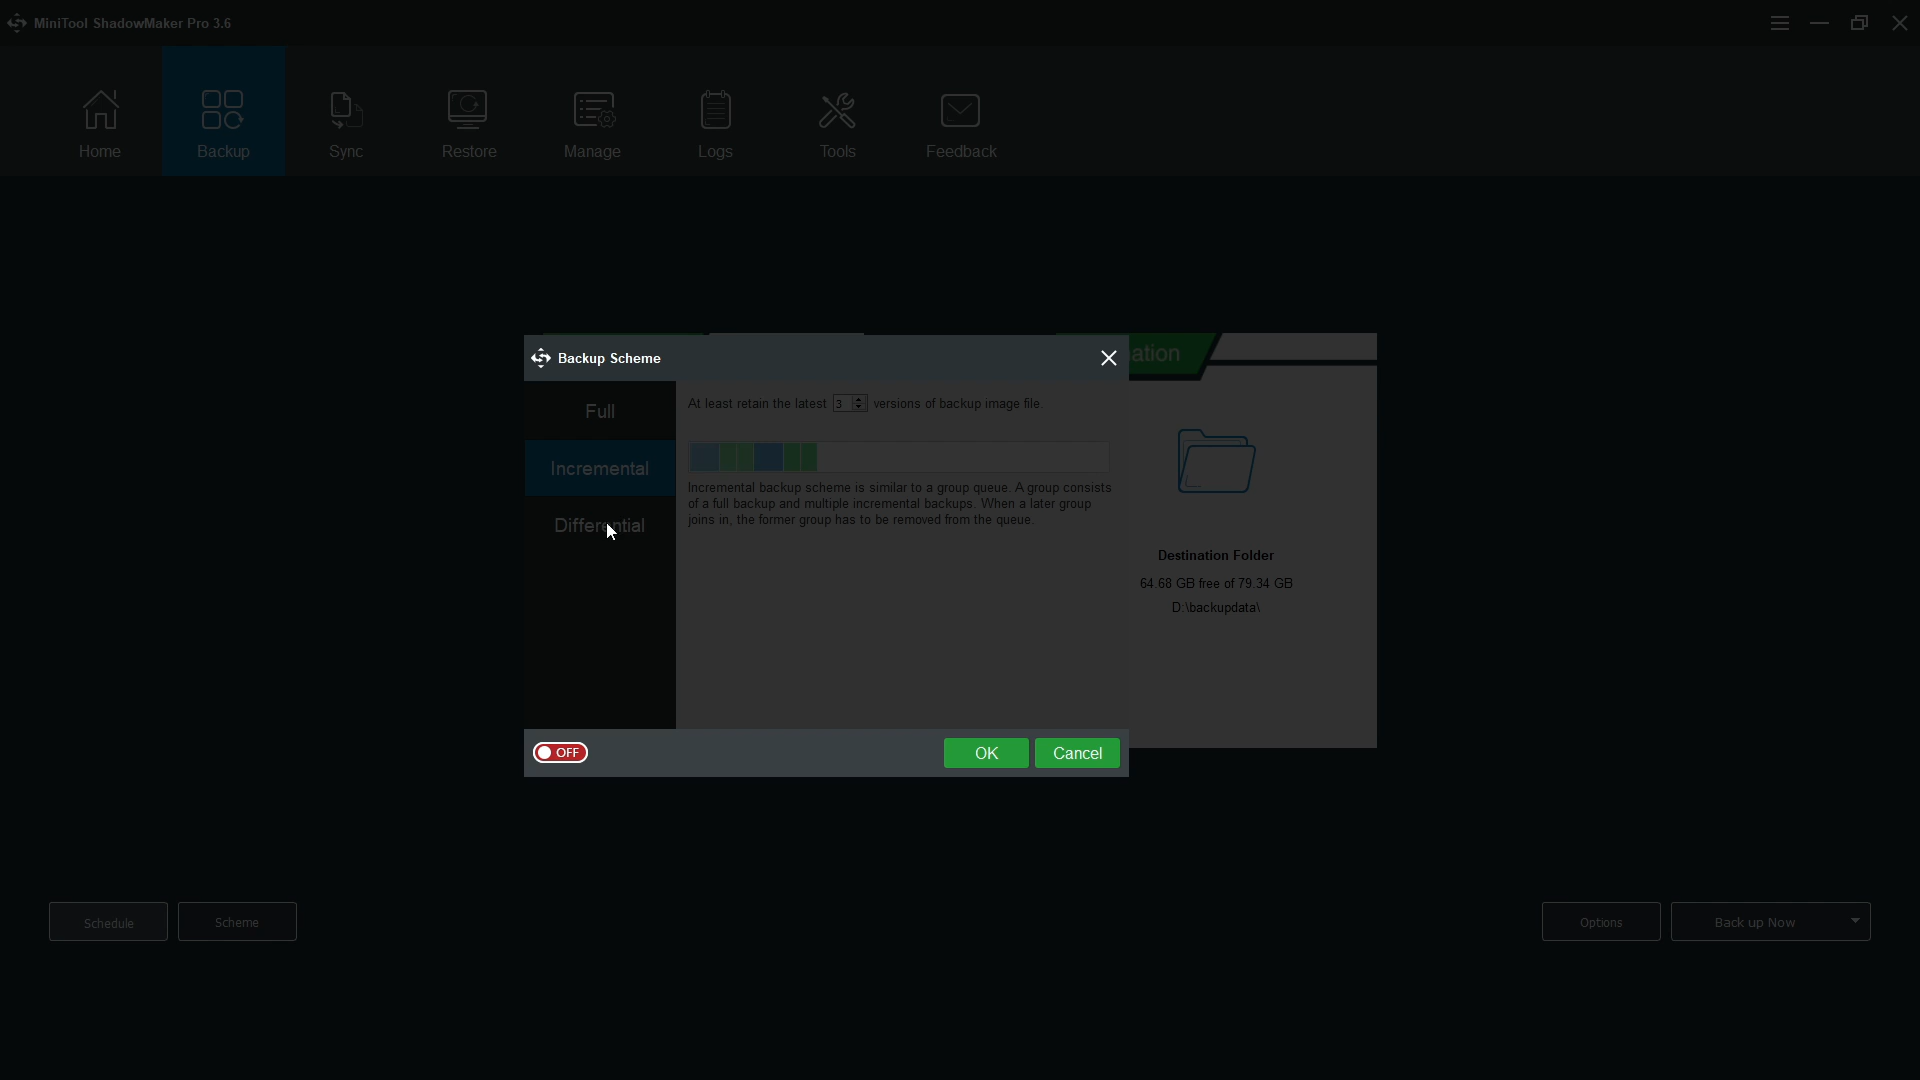 MiniTool ShadowMaker Pro 3.6
Home
Backup
Sync
Restore
Manage
Logs
Tools
Feedback
Backup Scheme
ation
Full
Incremental
Differential
At least retain the latest 3 versions of backup image file.
Incremental backup scheme is similar to a group queue. A group consists
of a full backup and multiple incremental backups. When a later group
joins in, the former group has to be removed from the queue.
Destination Folder
64.68 GB free of 79.34 GB
D:\backupdata\
OFF
OK
Cancel
Schedule
Scheme
Options
Back up Now